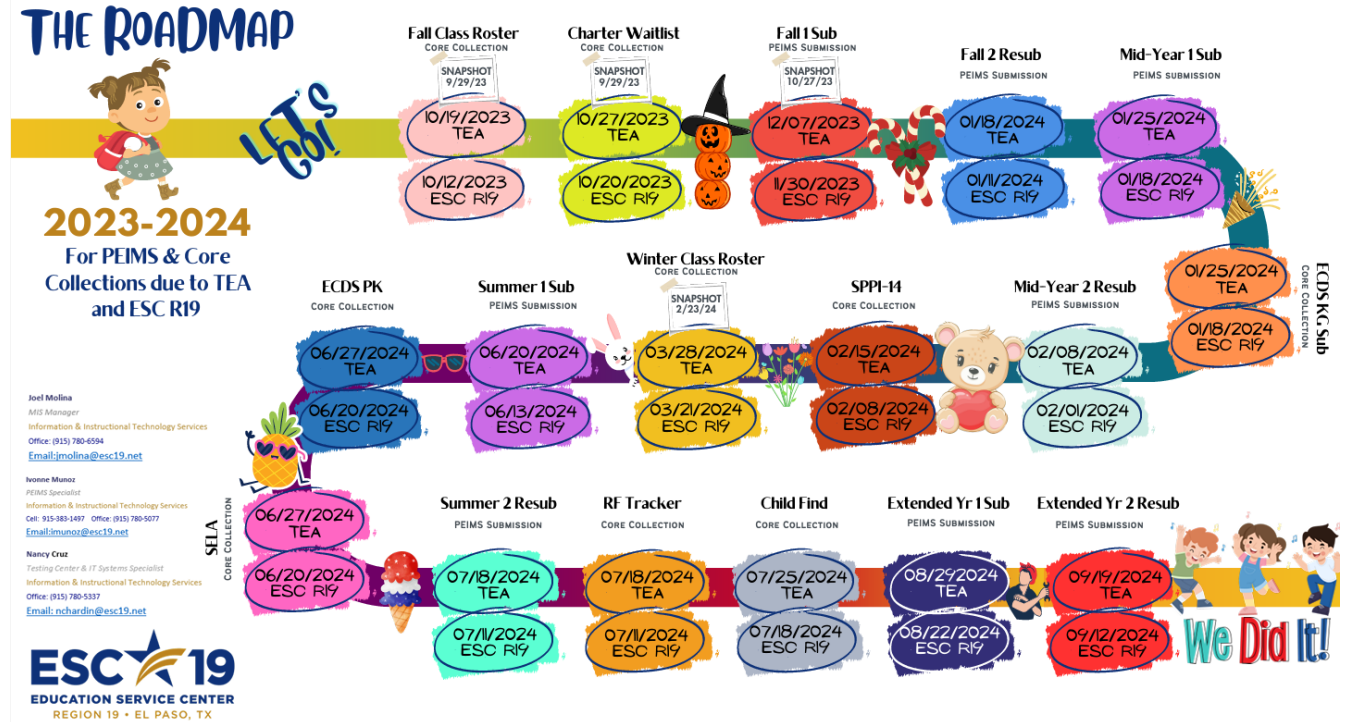 THE ROADMAP
LET'S GO!
2023-2024
For PEIMS & Core
Collections due to TEA
and ESC R19
Fall Class Roster
CORE COLLECTION
SNAPSHOT
9/29/23
10/19/2023
TEA
10/12/2023
ESC R19
Charter Waitlist
CORE COLLECTION
SNAPSHOT
9/29/23
10/27/2023
TEA
10/20/2023
ESC R19
Fall 1 Sub
PEIMS SUBMISSION
SNAPSHOT
10/27/23
12/07/2023
TEA
11/30/2023
ESC R19
Fall 2 Resub
PEIMS SUBMISSION
01/18/2024
TEA
01/11/2024
ESC R19
Mid-Year 1 Sub
PEIMS SUBMISSION
01/25/2024
TEA
01/18/2024
ESC R19
ECDS KG Sub
CORE COLLECTION
01/25/2024
TEA
01/18/2024
ESC R19
Mid-Year 2 Resub
PEIMS SUBMISSION
02/08/2024
TEA
02/01/2024
ESC R19
SPPI-14
CORE COLLECTION
02/15/2024
TEA
02/08/2024
ESC R19
Winter Class Roster
CORE COLLECTION
SNAPSHOT
2/23/24
03/28/2024
TEA
03/21/2024
ESC R19
Summer 1 Sub
PEIMS SUBMISSION
06/20/2024
TEA
06/13/2024
ESC R19
ECDS PK
CORE COLLECTION
06/27/2024
TEA
06/20/2024
ESC R19
SELA
CORE COLLECTION
06/27/2024
TEA
06/20/2024
ESC R19
Summer 2 Resub
PEIMS SUBMISSION
07/18/2024
TEA
07/11/2024
ESC R19
RF Tracker
CORE COLLECTION
07/18/2024
TEA
07/11/2024
ESC R19
Child Find
CORE COLLECTION
07/25/2024
TEA
07/18/2024
ESC R19
Extended Yr 1 Sub
PEIMS SUBMISSION
08/29/2024
TEA
08/22/2024
ESC R19
Extended Yr 2 Resub
PEIMS SUBMISSION
09/19/2024
TEA
09/12/2024
ESC R19
We Did It!
Joel Molina
MIS Manager
Information & Instructional Technology Services
Office: (915) 780-6594
Email:jmolina@esc19.net
Ivonne Munoz
PEIMS Specialist
Information & Instructional Technology Services
Cell: 915-383-1497 Office: (915) 780-5077
Email:imunoz@esc19.net
Nancy Cruz
Testing Center & IT Systems Specialist
Information & Instructional Technology Services
Office: (915) 780-5337
Email: nchardin@esc19.net
ESC 19
EDUCATION SERVICE CENTER
REGION 19 • EL PASO, TX